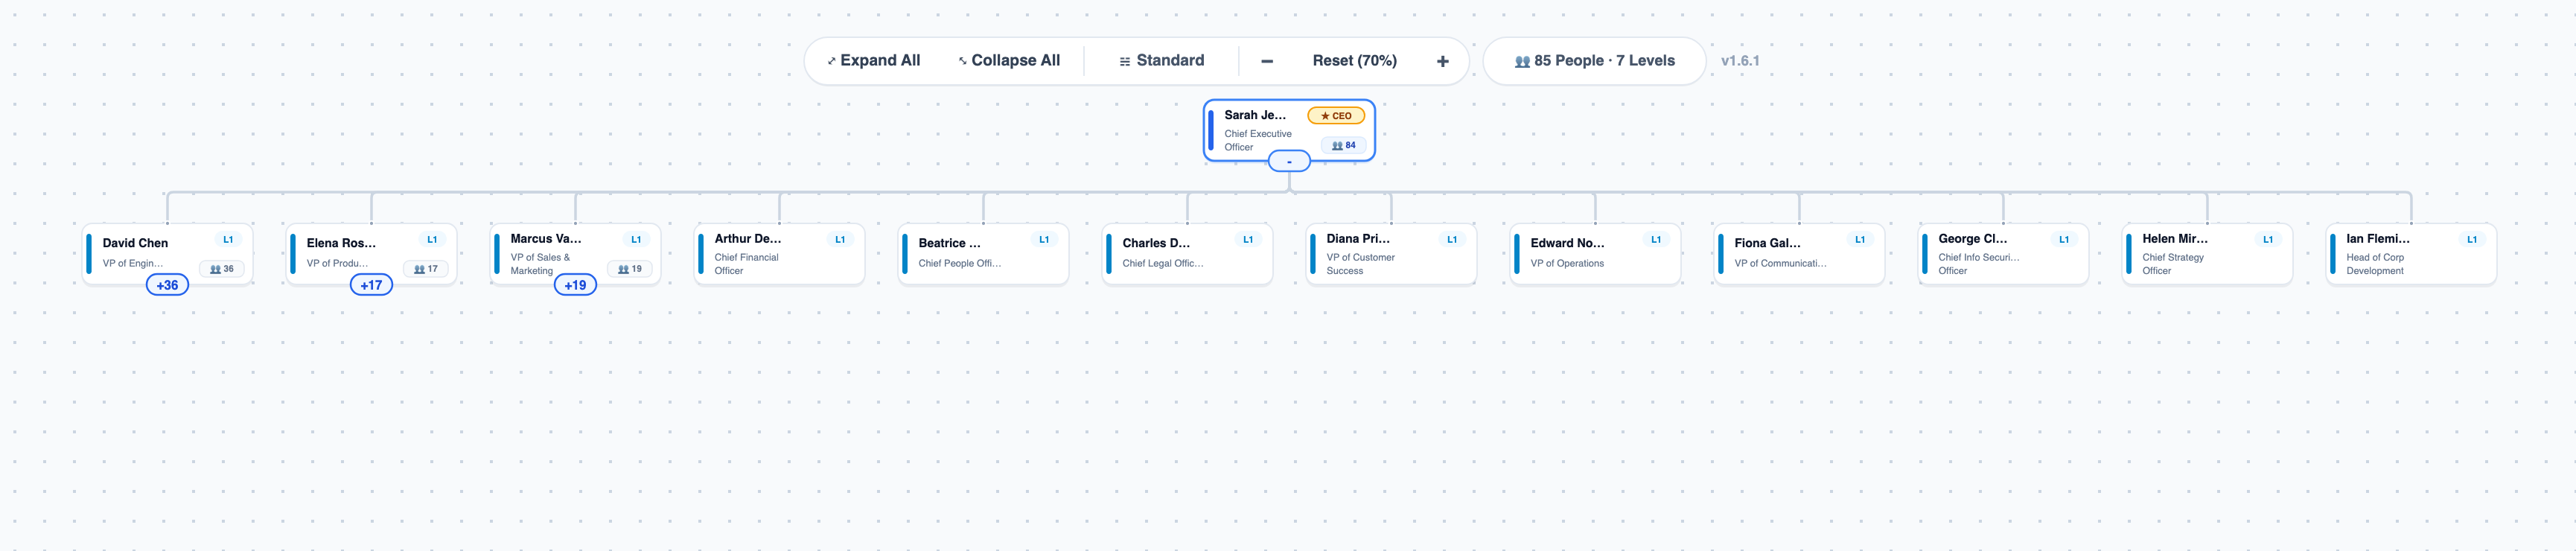 Expand All Collapse All Standard − Reset (70%) + 85 People · 7 Levels v1.6.1
Sarah Je... ★ CEO
Chief Executive
Officer 84
-
David Chen L1
VP of Engin... 36
+36
Elena Ros... L1
VP of Produ... 17
+17
Marcus Va... L1
VP of Sales &
Marketing 19
+19
Arthur De... L1
Chief Financial
Officer
Beatrice ... L1
Chief People Offi...
Charles D... L1
Chief Legal Offic...
Diana Pri... L1
VP of Customer
Success
Edward No... L1
VP of Operations
Fiona Gal... L1
VP of Communicati...
George Cl... L1
Chief Info Securi...
Officer
Helen Mir... L1
Chief Strategy
Officer
Ian Flemi... L1
Head of Corp
Development